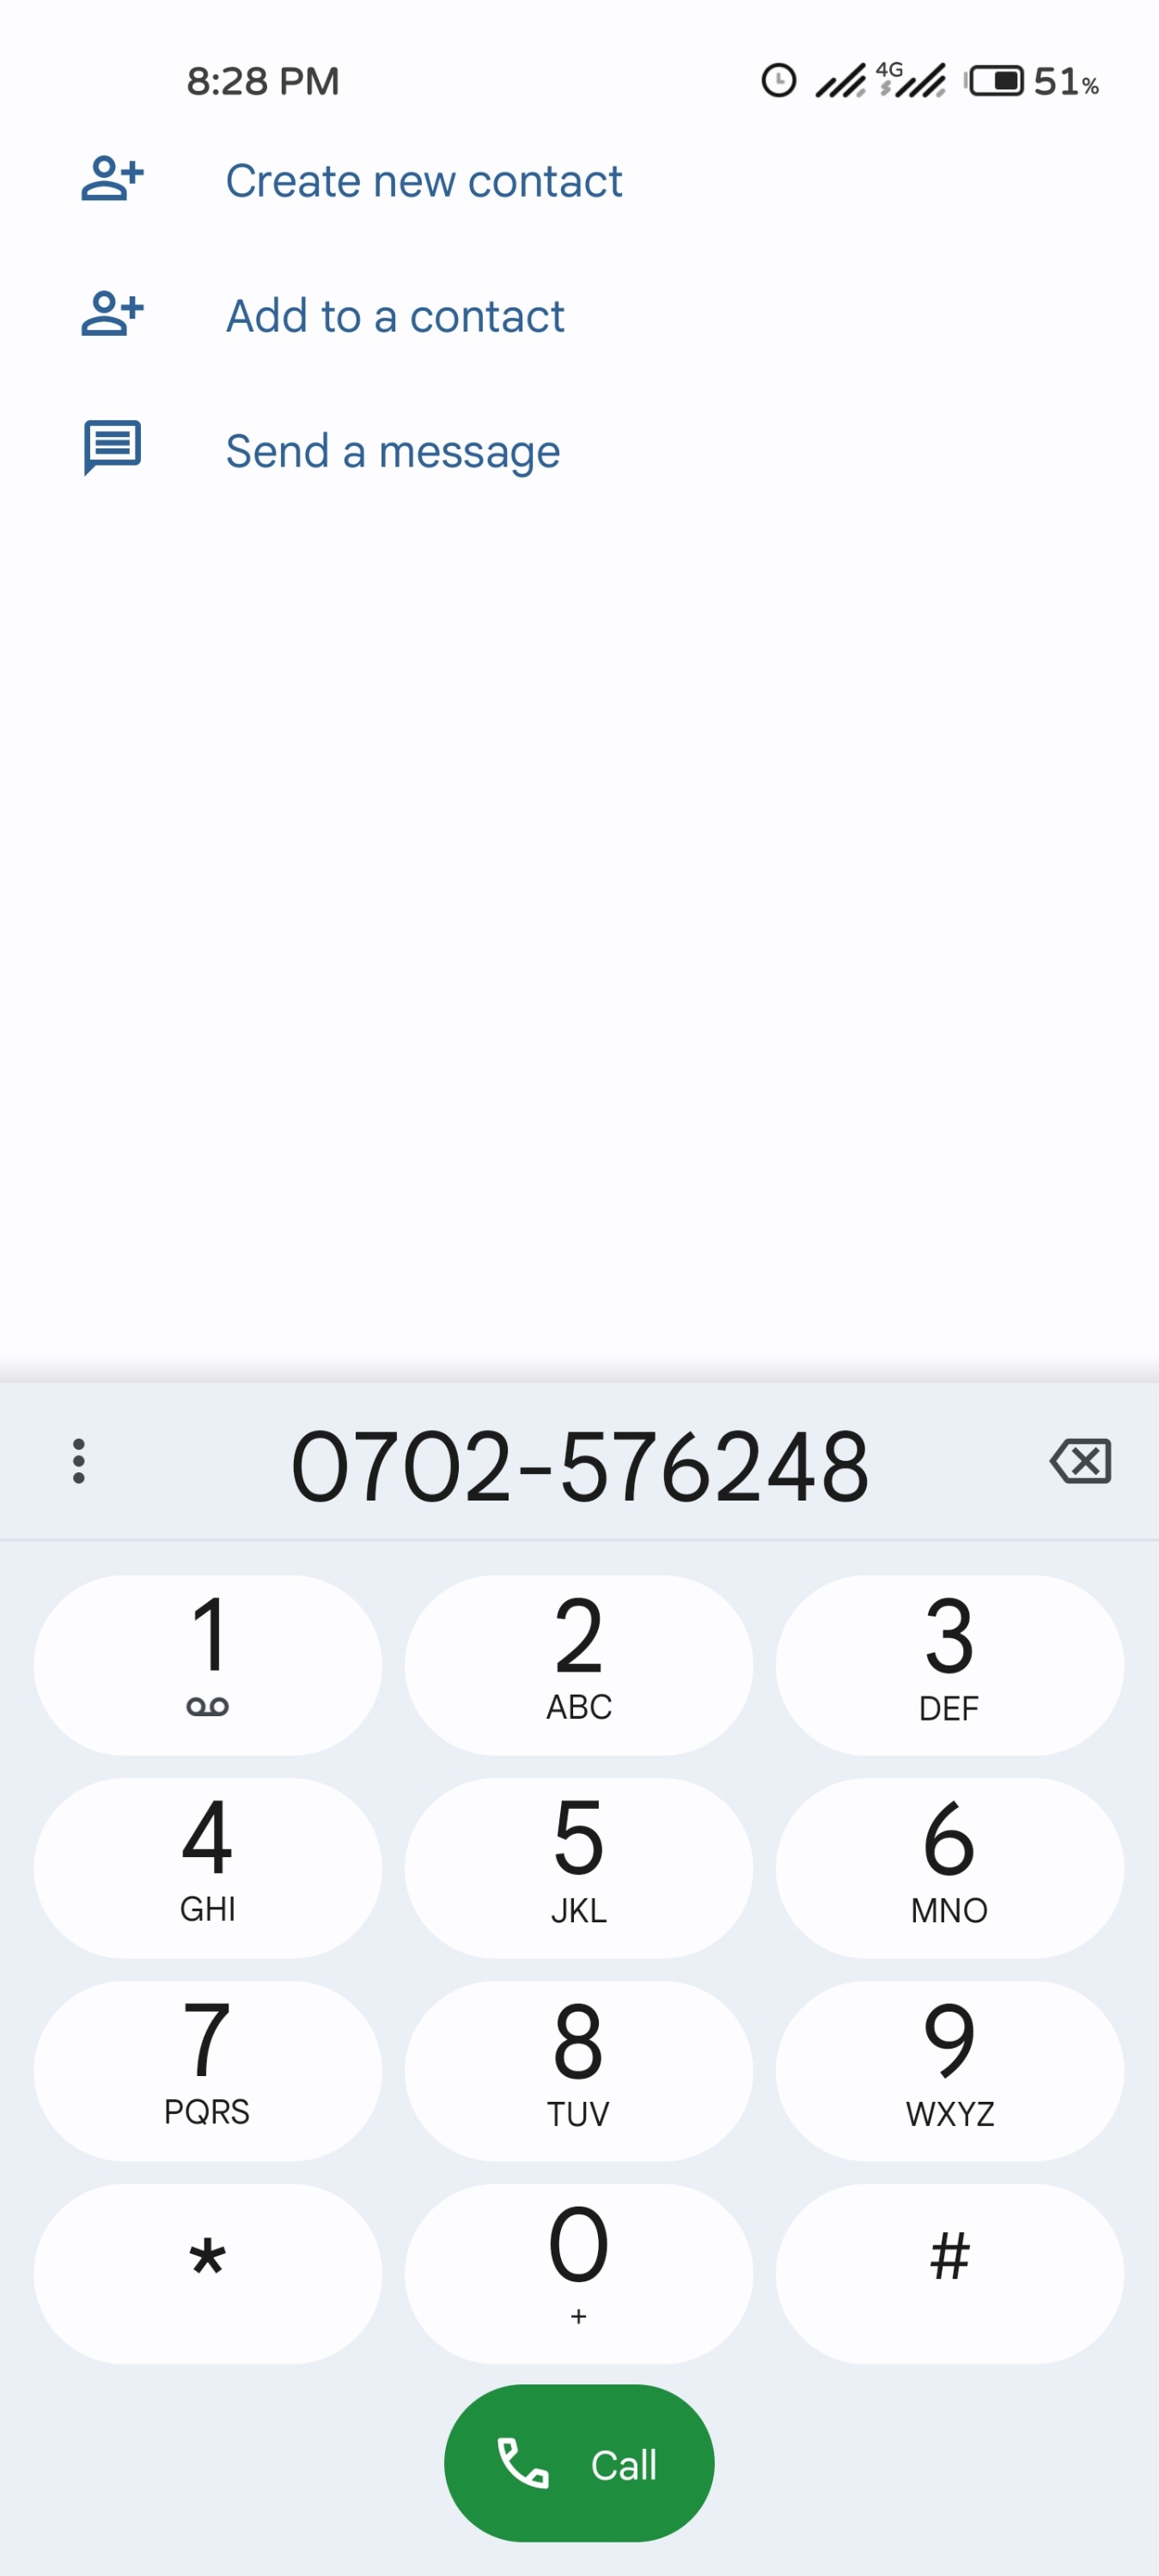 8:28 PM 4G 51%
Create new contact
Add to a contact
Send a message
0702-576248
1 2 3
ABC DEF
4 5 6
GHI JKL MNO
7 8 9
PQRS TUV WXYZ
* 0 #
+
Call